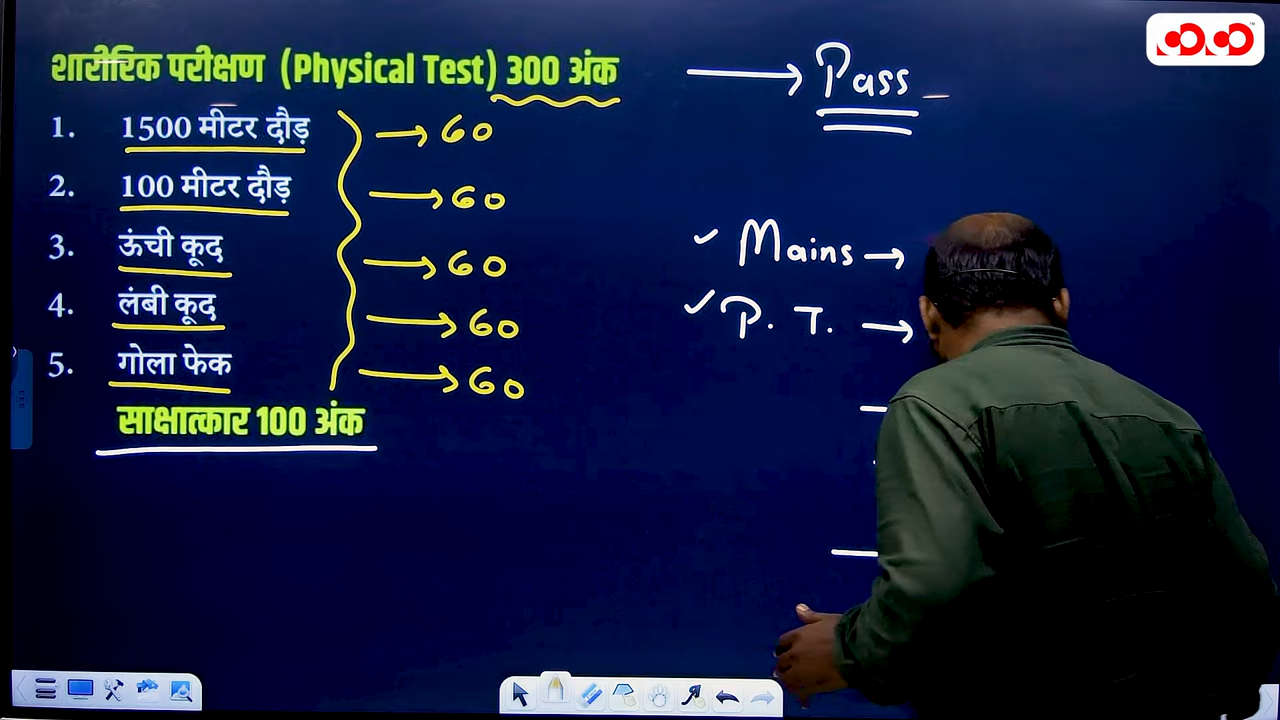 शारीरिक परीक्षण (Physical Test) 300 अंक → Pass
1. 1500 मीटर दौड़ → 60
2. 100 मीटर दौड़ → 60
3. ऊंची कूद → 60
4. लंबी कूद → 60
5. गोला फेक → 60
साक्षात्कार 100 अंक
✓ Mains →
✓ P. T. →